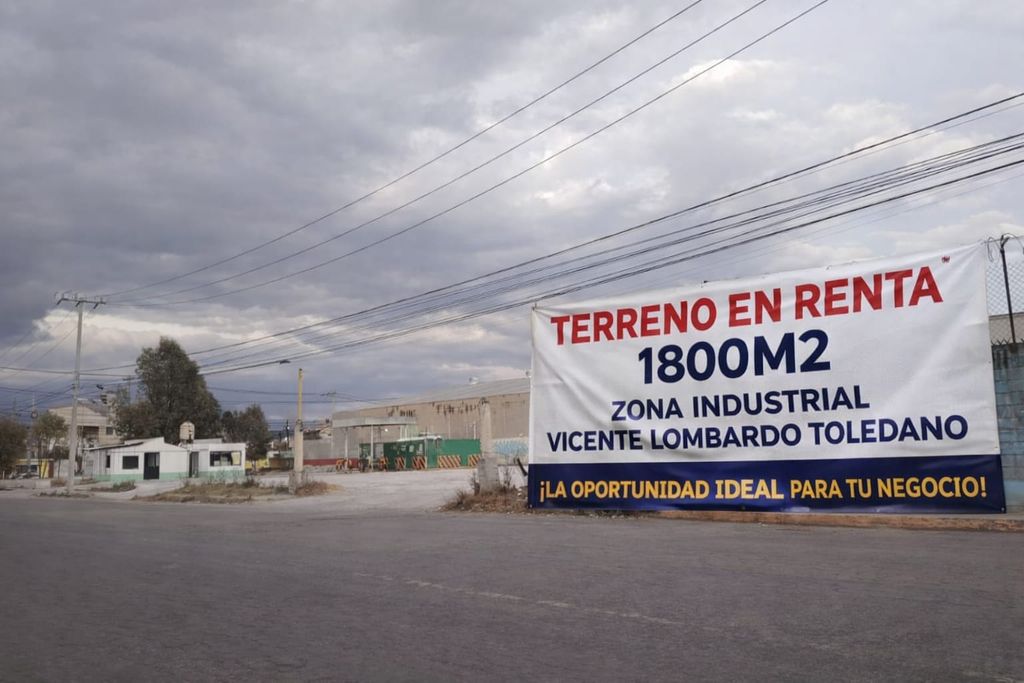 TERRENO EN RENTA
1800M2
ZONA INDUSTRIAL
VICENTE LOMBARDO TOLEDANO
¡LA OPORTUNIDAD IDEAL PARA TU NEGOCIO!